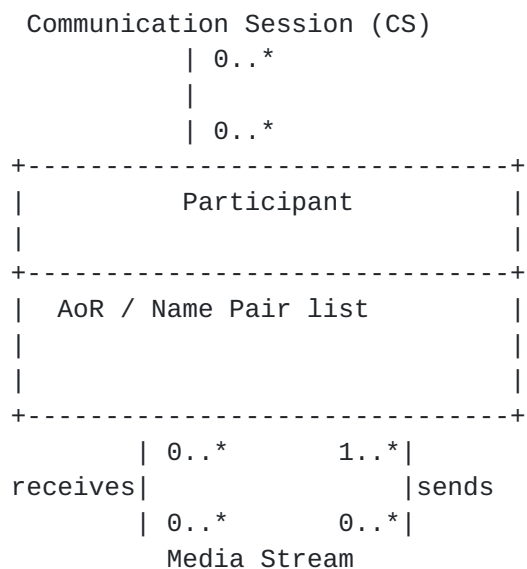 Communication Session (CS)
| 0..*
|
| 0..*
+-------------------------------+
| Participant |
| |
+-------------------------------+
| AoR / Name Pair list |
| |
| |
+-------------------------------+
| 0..* 1..*|
receives| |sends
| 0..* 0..*|
Media Stream